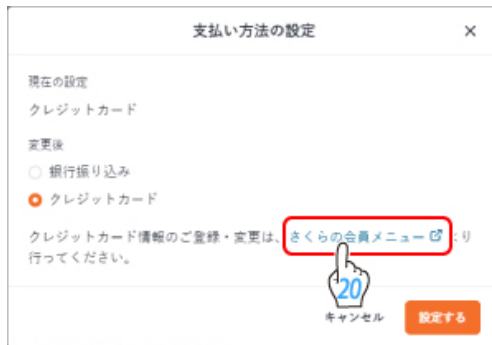 支払い方法の設定 ×
現在の設定
クレジットカード
変更後
銀行振り込み
クレジットカード
クレジットカード情報のご登録・変更は、さくらの会員メニュー より
行ってください。
20
キャンセル 設定する